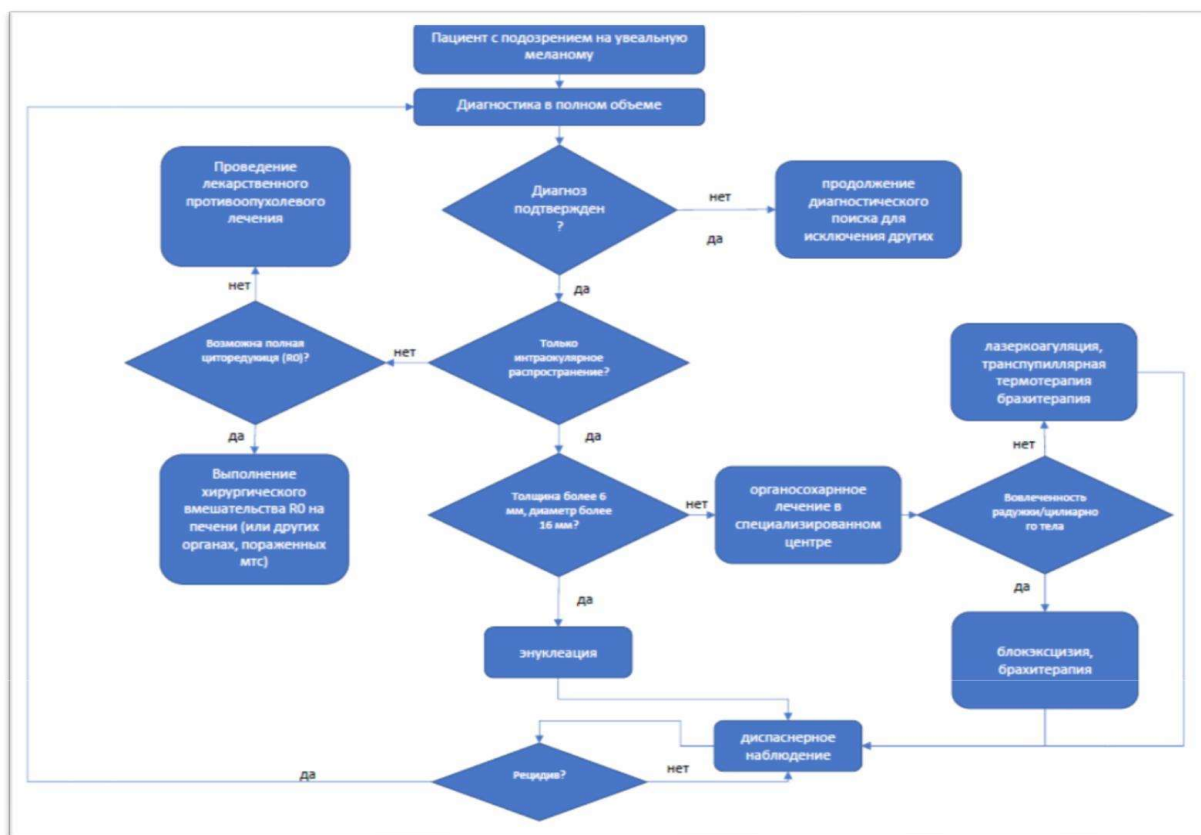 Пациент с подозрением на увеальную
меланому
Диагностика в полном объеме
Проведение
лекарственного
противоопухолевого
лечения
Диагноз
подтвержден
?
нет
да
продолжение
диагностического
поиска для
исключения других
нет
да
Возможна полная
циторедукция (R0)?
нет
Только
интраокулярное
распространение?
лазеркоагуляция,
транспупиллярная
термотерапия
брахитерапия
да
да
нет
Выполнение
хирургического
вмешательства R0 на
печени (или других
органах, пораженных
мтс)
Толщина более 6
мм, диаметр более
16 мм?
нет
органосохарнное
лечение в
специализированном
центре
Вовлеченность
радужки/цилиарно
го тела
да
да
энуклеация
блокэксцизия,
брахитерапия
диспаснерное
наблюдение
Рецидив?
да
нет